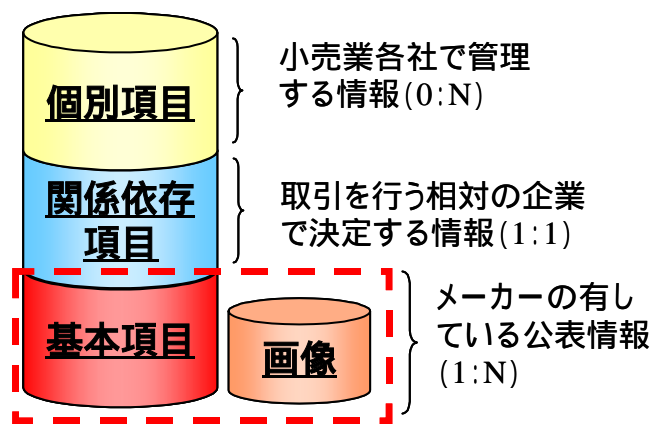 個別項目
小売業各社で管理
する情報(0:N)
関係依存
項目
取引を行う相対の企業
で決定する情報(1:1)
基本項目
画像
メーカーの有し
ている公表情報
(1:N)